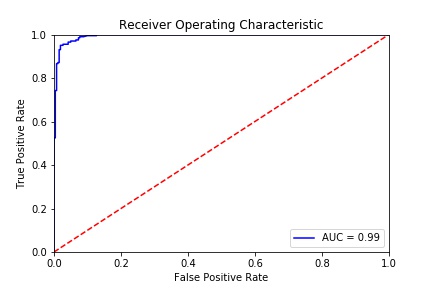 Receiver Operating Characteristic
1.0
0.8
0.6
0.4
0.2
0.0
True Positive Rate
AUC = 0.99
0.0 0.2 0.4 0.6 0.8 1.0
False Positive Rate